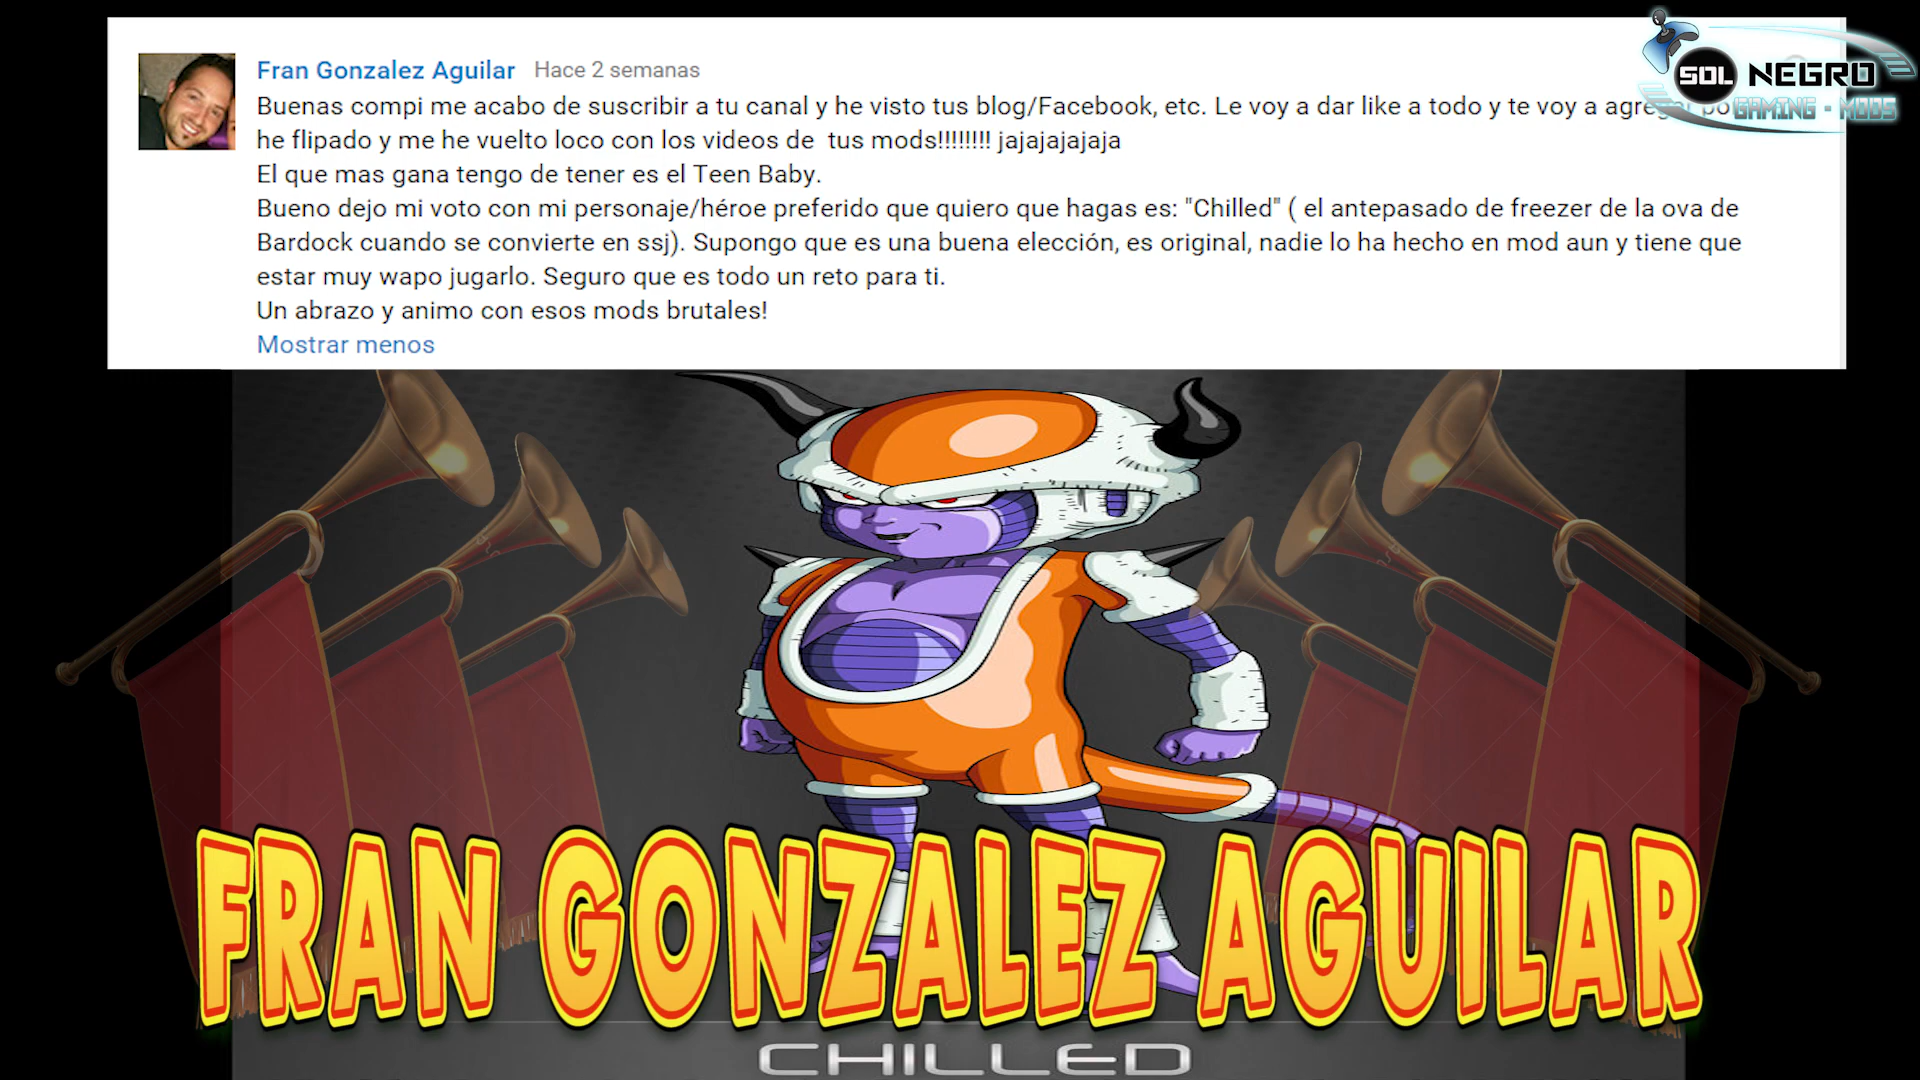 Fran Gonzalez Aguilar Hace 2 semanas
Buenas compi me acabo de suscribir a tu canal y he visto tus blog/Facebook, etc. Le voy a dar like a todo y te voy a
he flipado y me he vuelto loco con los videos de tus mods!!!!!!!! jajajajajaja
El que mas gana tengo de tener es el Teen Baby.
Bueno dejo mi voto con mi personaje/héroe preferido que quiero que hagas es: "Chilled" ( el antepasado de freezer de la ova de
Bardock cuando se convierte en ssj). Supongo que es una buena elección, es original, nadie lo ha hecho en mod aun y tiene que
estar muy wapo jugarlo. Seguro que es todo un reto para ti.
Un abrazo y animo con esos mods brutales!
Mostrar menos
SOL NEGRO
GAMING - MODS
FRAN GONZALEZ AGUILAR
CHILLED